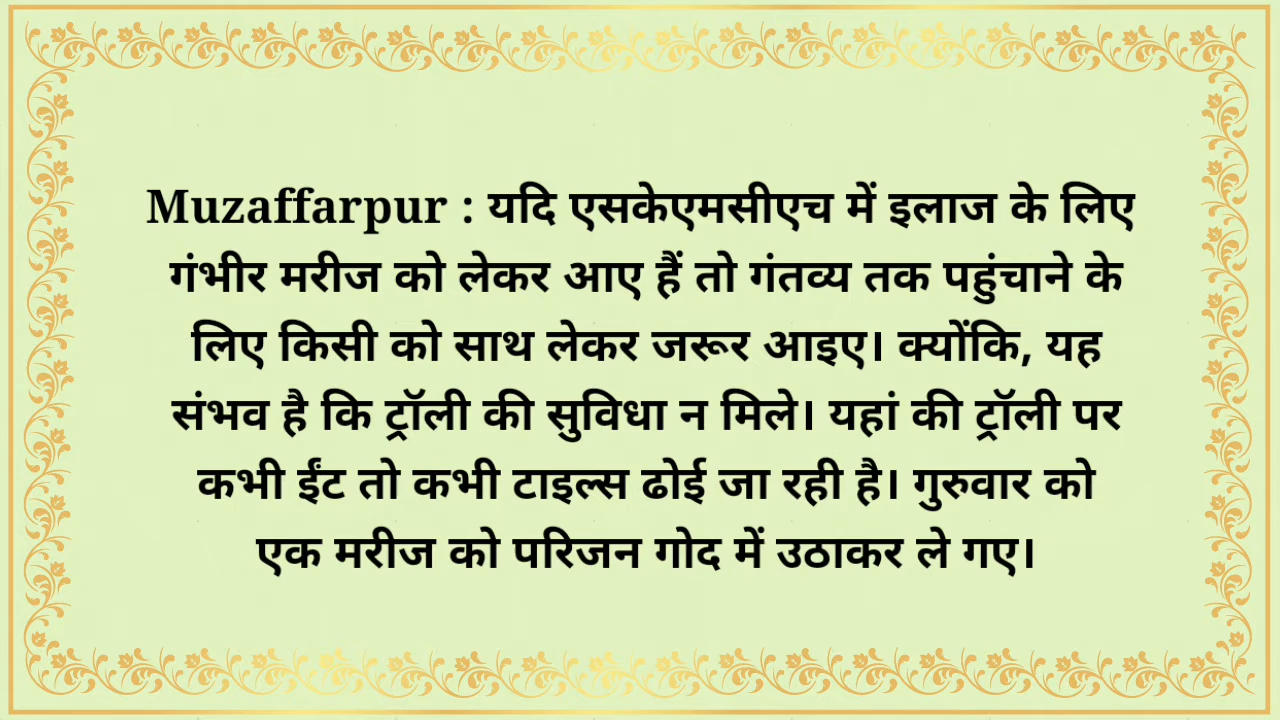 Muzaffarpur : यदि एसकेएमसीएच में इलाज के लिए
गंभीर मरीज को लेकर आए हैं तो गंतव्य तक पहुंचाने के
लिए किसी को साथ लेकर जरूर आइए। क्योंकि, यह
संभव है कि ट्रॉली की सुविधा न मिले। यहां की ट्रॉली पर
कभी ईंट तो कभी टाइल्स ढोई जा रही है। गुरुवार को
एक मरीज को परिजन गोद में उठाकर ले गए।